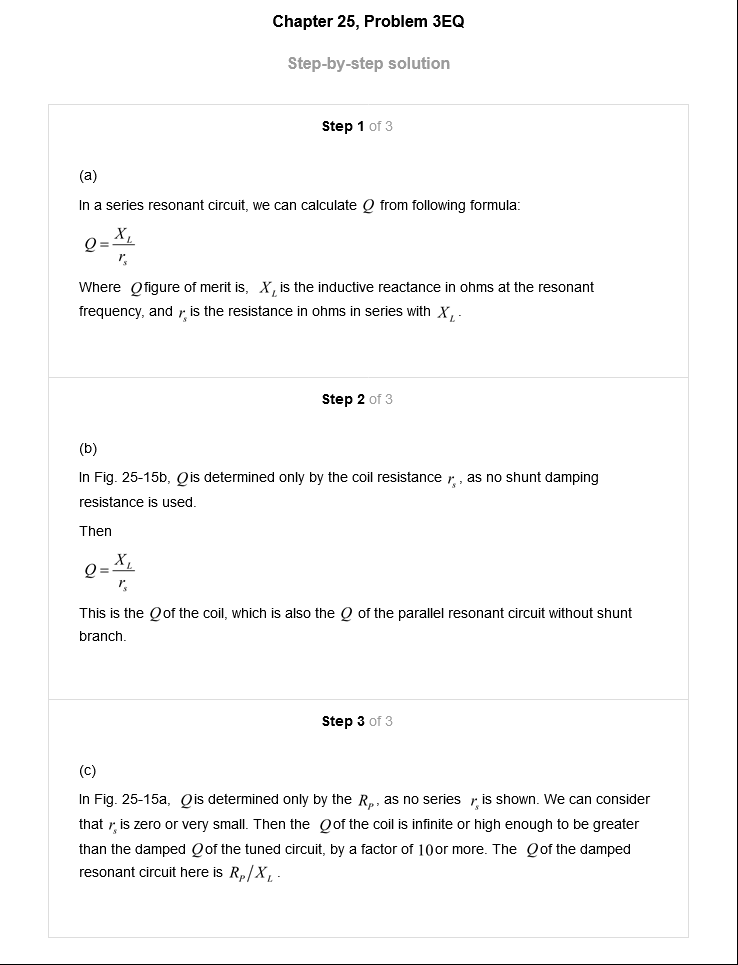 Chapter 25, Problem 3EQ
Step-by-step solution
Step 1 of 3
(a)
In a series resonant circuit, we can calculate Q from following formula:
Q = X_L / r_s
Where Q figure of merit is, X_L is the inductive reactance in ohms at the resonant
frequency, and r_s is the resistance in ohms in series with X_L .
Step 2 of 3
(b)
In Fig. 25-15b, Q is determined only by the coil resistance r_s , as no shunt damping
resistance is used.
Then
Q = X_L / r_s
This is the Q of the coil, which is also the Q of the parallel resonant circuit without shunt
branch.
Step 3 of 3
(c)
In Fig. 25-15a, Q is determined only by the R_P , as no series r_s is shown. We can consider
that r_s is zero or very small. Then the Q of the coil is infinite or high enough to be greater
than the damped Q of the tuned circuit, by a factor of 10 or more. The Q of the damped
resonant circuit here is R_P/X_L .